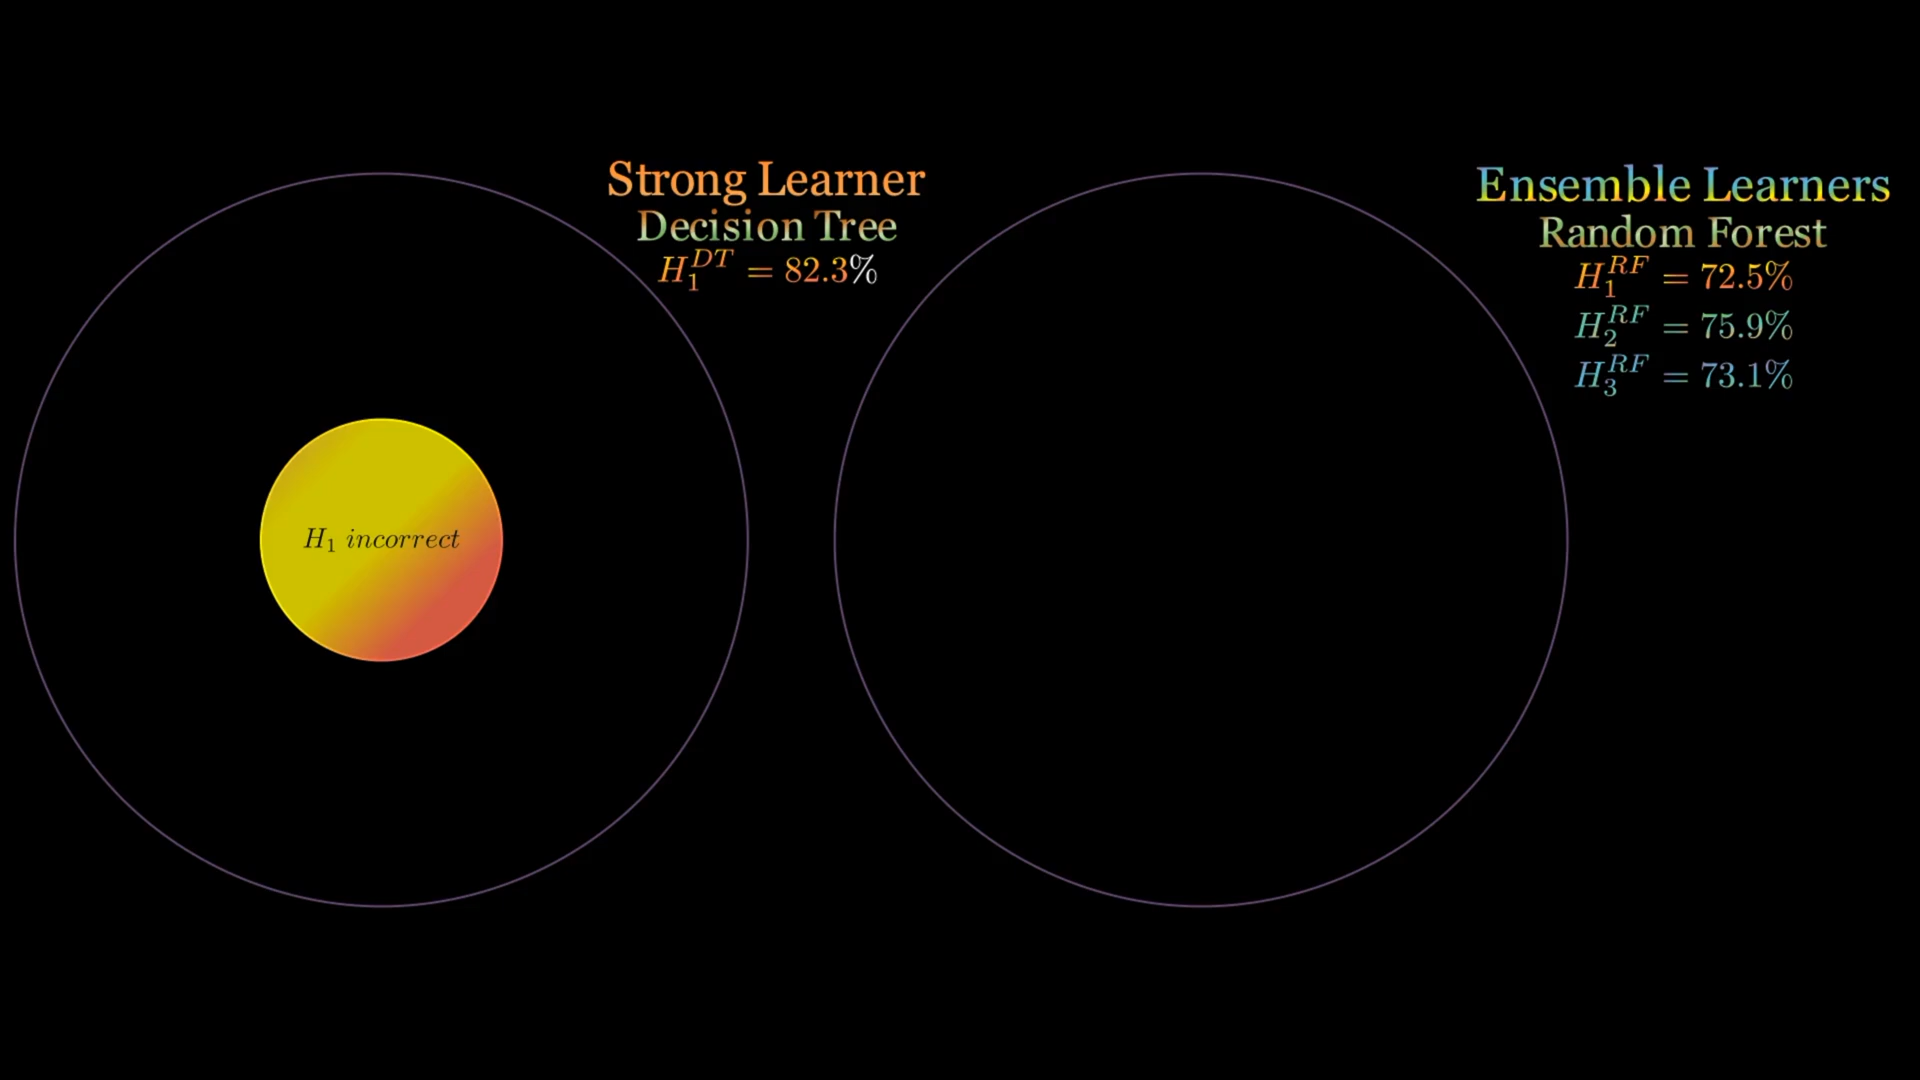 Strong Learner
Decision Tree
$H_1^{DT} = 82.3\%$
$H_1$ incorrect
Ensemble Learners
Random Forest
$H_1^{RF} = 72.5\%$
$H_2^{RF} = 75.9\%$
$H_3^{RF} = 73.1\%$